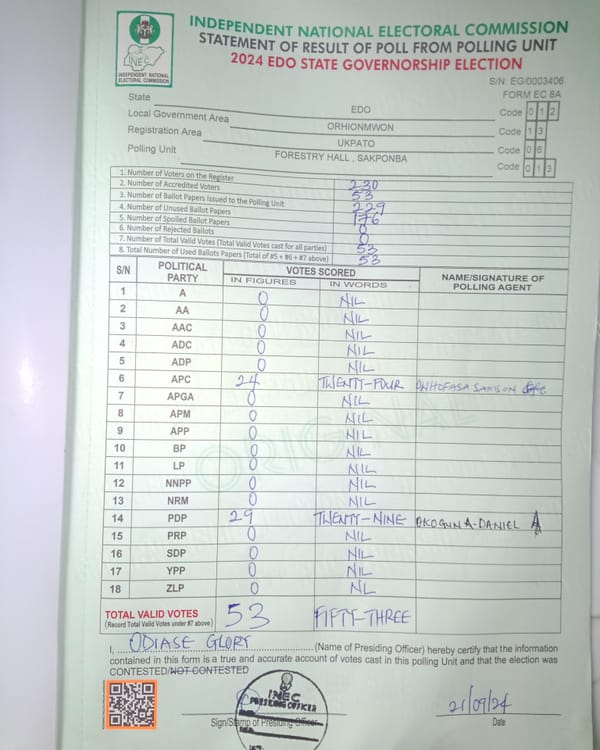 INDEPENDENT NATIONAL ELECTORAL COMMISSION
STATEMENT OF RESULT OF POLL FROM POLLING UNIT
2024 EDO STATE GOVERNORSHIP ELECTION
INEC
INDEPENDENT NATIONAL ELECTORAL COMMISSION
S/N: EG/0003406
FORM EC 8A
State EDO Code 0 1 2
Local Government Area ORHIONMWON Code 1 3
Registration Area UKPATO Code 0 6
Polling Unit FORESTRY HALL , SAKPONBA Code 0 1 3
1. Number of Voters on the Register 230
2. Number of Accredited Voters 53
3. Number of Ballot Papers Issued to the Polling Unit 229
4. Number of Unused Ballot Papers 176
5. Number of Spoiled Ballot Papers 0
6. Number of Rejected Ballots 0
7. Number of Total Valid Votes (Total Valid Votes cast for all parties) 53
8. Total Number of Used Ballots Papers (Total of #5 + #6 + #7 above) 53
S/N POLITICAL PARTY VOTES SCORED NAME/SIGNATURE OF POLLING AGENT
IN FIGURES IN WORDS
1 A 0 NIL
2 AA 0 NIL
3 AAC 0 NIL
4 ADC 0 NIL
5 ADP 0 NIL
6 APC 24 TWENTY-FOUR SAMSON
7 APGA 0 NIL
8 APM 0 NIL
9 APP 0 NIL
10 BP 0 NIL
11 LP 0 NIL
12 NNPP 0 NIL
13 NRM 0 NIL
14 PDP 29 TWENTY-NINE A-DANIEL
15 PRP 0 NIL
16 SDP 0 NIL
17 YPP 0 NIL
18 ZLP 0 NL
ORIGINAL
TOTAL VALID VOTES 53 FIFTY-THREE
(Record Total Valid Votes under #7 above)
I, ODIASE GLORY (Name of Presiding Officer) hereby certify that the information
contained in this form is a true and accurate account of votes cast in this polling Unit and that the election was
CONTESTED/NOT CONTESTED
INEC
PRESIDING OFFICER
21/09/24
Sign/Stamp of Presiding Officer Date